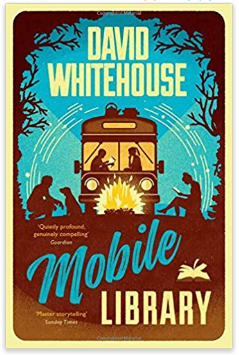 DAVID
WHITEHOUSE
'Quietly profound,
genuinely compelling'
Guardian
Mobile
LIBRARY
'Master storytelling'
Sunday Times